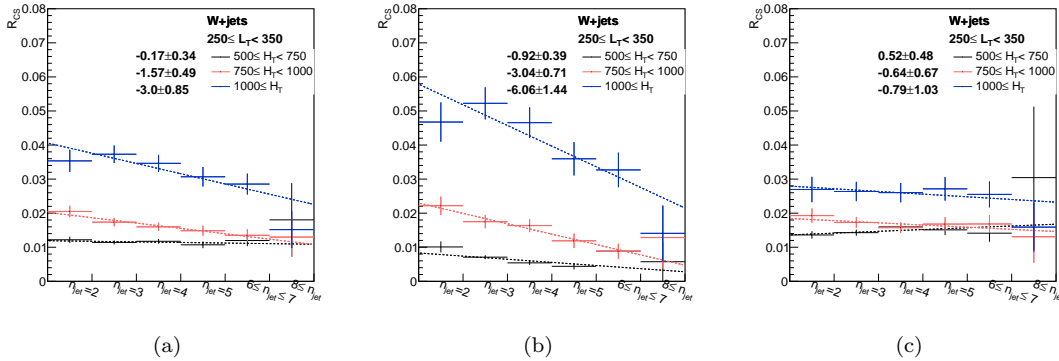 R_CS
0.08
0.07
0.06
0.05
0.04
0.03
0.02
0.01
0
W+jets
250≤ L_T< 350
-0.17±0.34 500≤ H_T< 750
-1.57±0.49 750≤ H_T< 1000
-3.0±0.85 1000≤ H_T
n_jet=2 n_jet=3 n_jet=4 n_jet=5 6≤ n_jet≤ 7 8≤ n_jet
(a)
R_CS
0.08
0.07
0.06
0.05
0.04
0.03
0.02
0.01
0
W+jets
250≤ L_T< 350
-0.92±0.39 500≤ H_T< 750
-3.04±0.71 750≤ H_T< 1000
-6.06±1.44 1000≤ H_T
n_jet=2 n_jet=3 n_jet=4 n_jet=5 6≤ n_jet≤ 7 8≤ n_jet
(b)
R_CS
0.08
0.07
0.06
0.05
0.04
0.03
0.02
0.01
0
W+jets
250≤ L_T< 350
0.52±0.48 500≤ H_T< 750
-0.64±0.67 750≤ H_T< 1000
-0.79±1.03 1000≤ H_T
n_jet=2 n_jet=3 n_jet=4 n_jet=5 6≤ n_jet≤ 7 8≤ n_jet
(c)